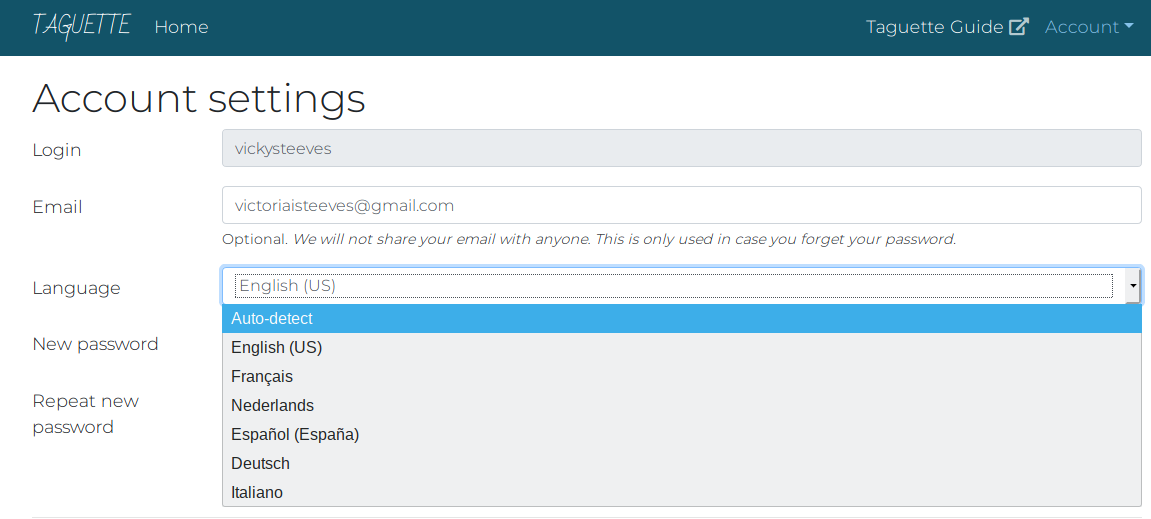 TAGUETTE Home Taguette Guide Account
Account settings
Login vickysteeves
Email victoriaisteeves@gmail.com
Optional. We will not share your email with anyone. This is only used in case you forget your password.
Language English (US)
Auto-detect
English (US)
Français
Nederlands
Español (España)
Deutsch
Italiano
New password
Repeat new
password